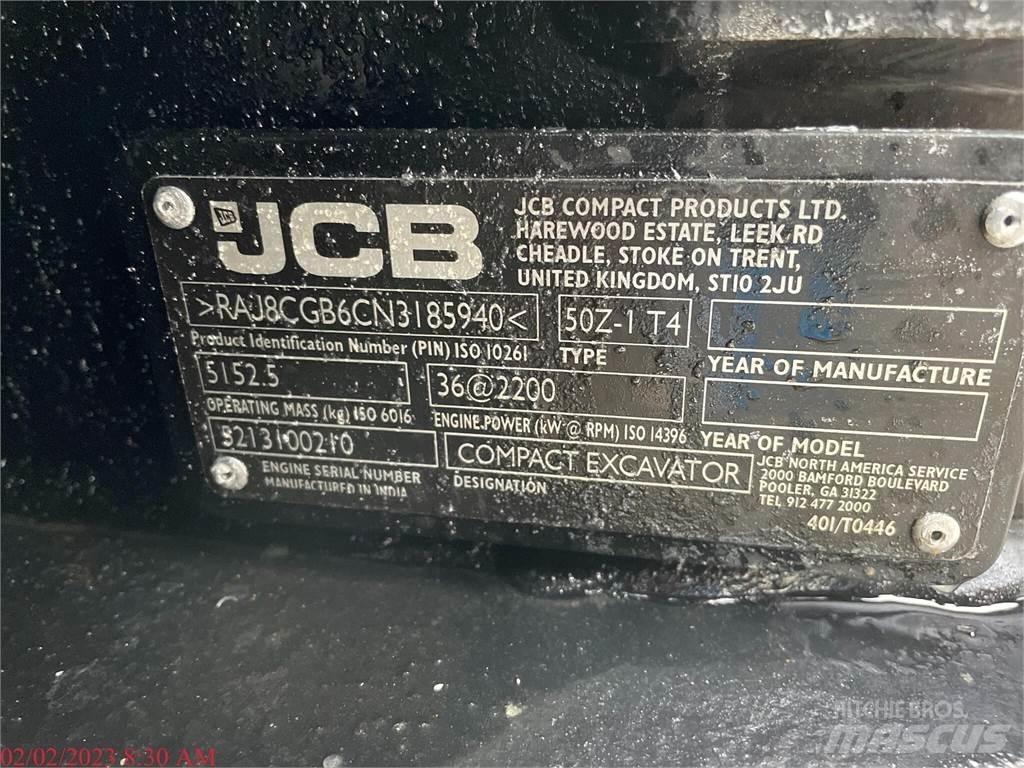 JCB
JCB
JCB COMPACT PRODUCTS LTD.
HAREWOOD ESTATE, LEEK RD
CHEADLE, STOKE ON TRENT,
UNITED KINGDOM, ST10 2JU
>RAJ8CGB6CN3185940<
Product Identification Number (PIN) ISO 10261
50Z-1 T4
TYPE
YEAR OF MANUFACTURE
5152.5
OPERATING MASS (kg) ISO 6016
36@2200
ENGINE POWER (kW @ RPM) ISO 14396
YEAR OF MODEL
5213100210
ENGINE SERIAL NUMBER
MANUFACTURED IN INDIA
COMPACT EXCAVATOR
DESIGNATION
JCB NORTH AMERICA SERVICE
2000 BAMFORD BOULEVARD
POOLER, GA 31322
TEL 912 477 2000
401/T0446
02/02/2023 8:30 AM
RITCHIE BROS.
mascus